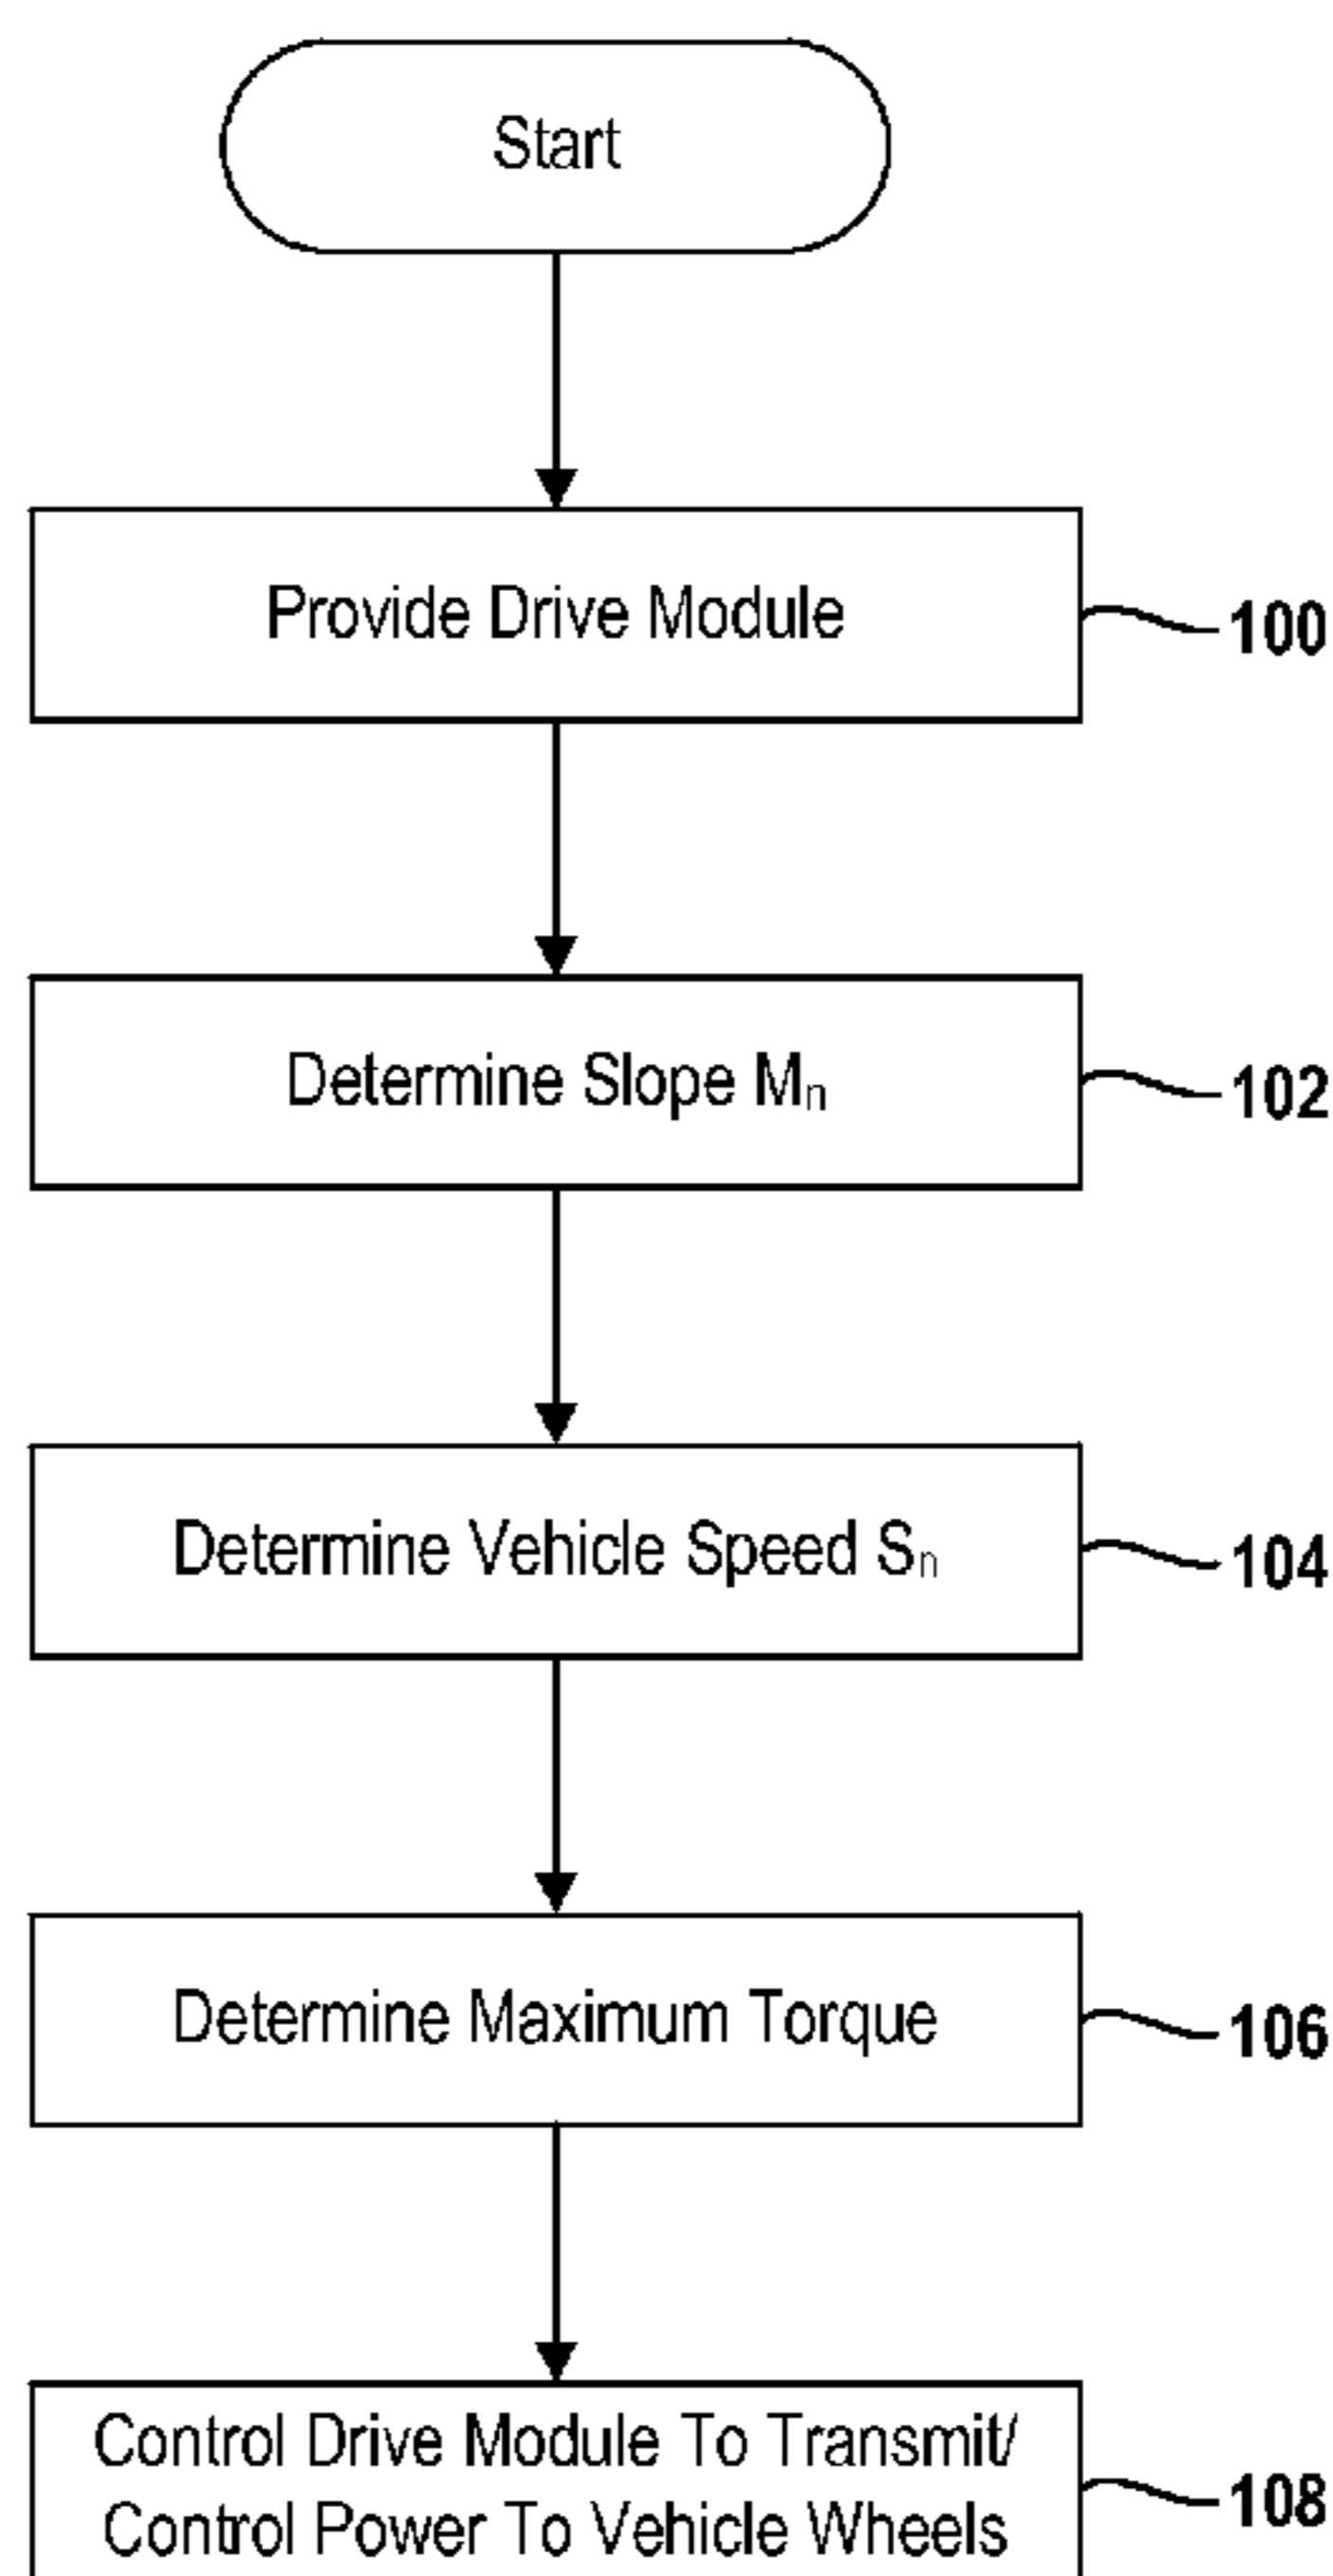 Start
Provide Drive Module
100
Determine Slope Mₙ
102
Determine Vehicle Speed Sₙ
104
Determine Maximum Torque
106
Control Drive Module To Transmit/
Control Power To Vehicle Wheels
108